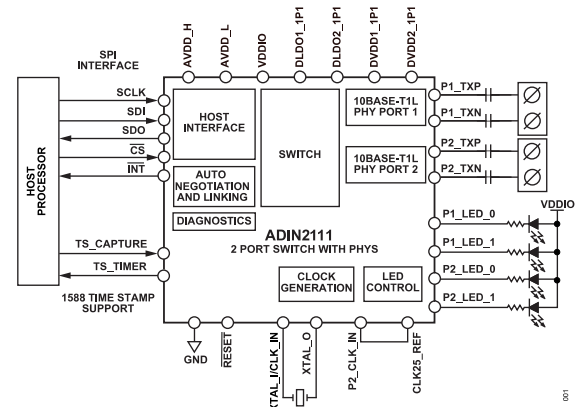 AVDD_H
AVDD_L
VDDIO
DLDO1_1P1
DLDO2_1P1
DVDD1_1P1
DVDD2_1P1
SPI
INTERFACE
HOST
PROCESSOR
SCLK
SDI
SDO
CS
INT
TS_CAPTURE
TS_TIMER
1588 TIME STAMP
SUPPORT
HOST
INTERFACE
AUTO
NEGOTIATION
AND LINKING
DIAGNOSTICS
SWITCH
10BASE-T1L
PHY PORT 1
10BASE-T1L
PHY PORT 2
ADIN2111
2 PORT SWITCH WITH PHYS
CLOCK
GENERATION
LED
CONTROL
P1_TXP
P1_TXN
P2_TXP
P2_TXN
VDDIO
P1_LED_0
P1_LED_1
P2_LED_0
P2_LED_1
GND
RESET
XTAL_I/CLK_IN
XTAL_O
P2_CLK_IN
CLK25_REF
001